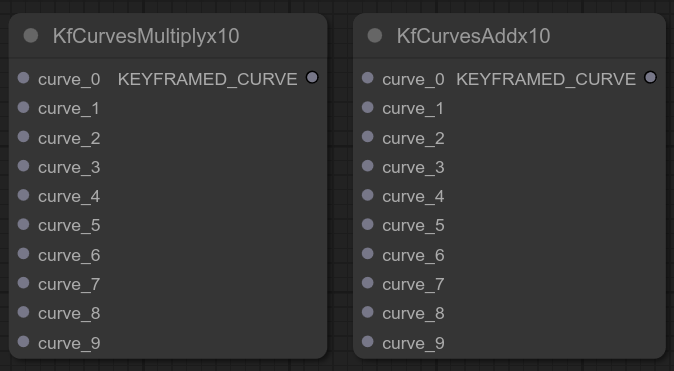 KfCurvesMultiplyx10
curve_0 KEYFRAMED_CURVE
curve_1
curve_2
curve_3
curve_4
curve_5
curve_6
curve_7
curve_8
curve_9
KfCurvesAddx10
curve_0 KEYFRAMED_CURVE
curve_1
curve_2
curve_3
curve_4
curve_5
curve_6
curve_7
curve_8
curve_9